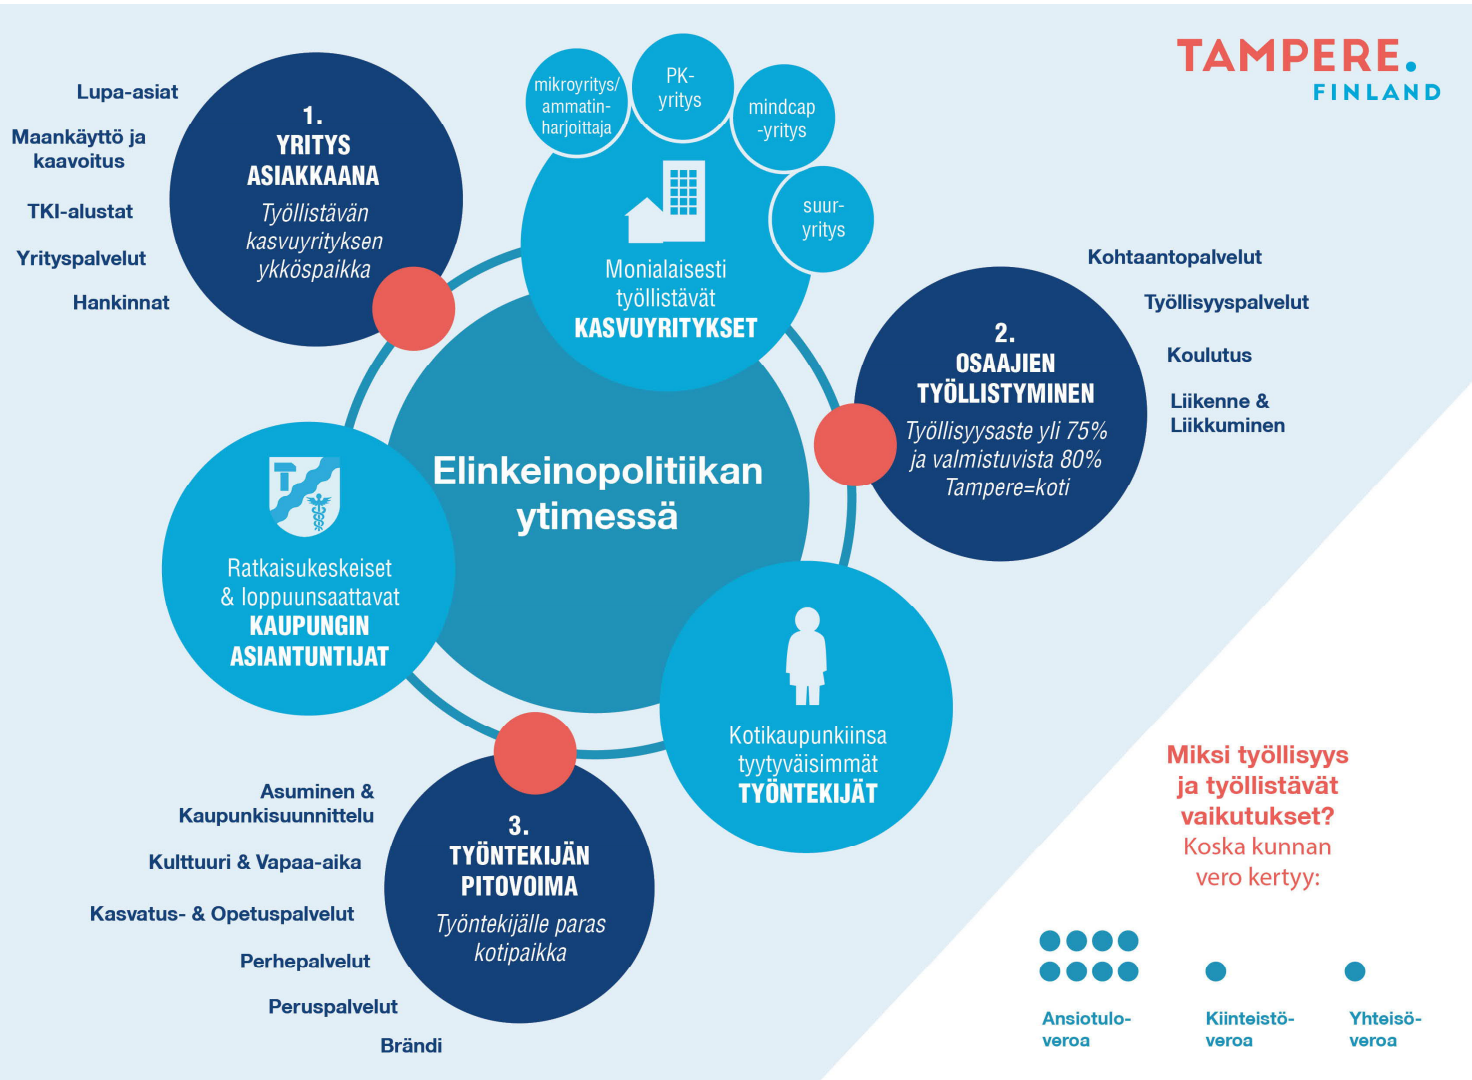 TAMPERE.
FINLAND
Lupa-asiat
Maankäyttö ja
kaavoitus
TKI-alustat
Yrityspalvelut
Hankinnat
1.
YRITYS
ASIAKKAANA
Työllistävän
kasvuyrityksen
ykköspaikka
mikroyritys/
ammatin-
harjoittaja
PK-
yritys
mindcap
-yritys
suur-
yritys
Monialaisesti
työllistävät
KASVUYRITYKSET
2.
OSAAJIEN
TYÖLLISTYMINEN
Työllisyysaste yli 75%
ja valmistuvista 80%
Tampere=koti
Kohtaantopalvelut
Työllisyyspalvelut
Koulutus
Liikenne &
Liikkuminen
Elinkeinopolitiikan
ytimessä
T
Ratkaisukeskeiset
& loppuunsaattavat
KAUPUNGIN
ASIANTUNTIJAT
Kotikaupunkiinsa
tyytyväisimmät
TYÖNTEKIJÄT
3.
TYÖNTEKIJÄN
PITOVOIMA
Työntekijälle paras
kotipaikka
Asuminen &
Kaupunkisuunnittelu
Kulttuuri & Vapaa-aika
Kasvatus- & Opetuspalvelut
Perhepalvelut
Peruspalvelut
Brändi
Miksi työllisyys
ja työllistävät
vaikutukset?
Koska kunnan
vero kertyy:
Ansiotulo-
veroa
Kiinteistö-
veroa
Yhteisö-
veroa